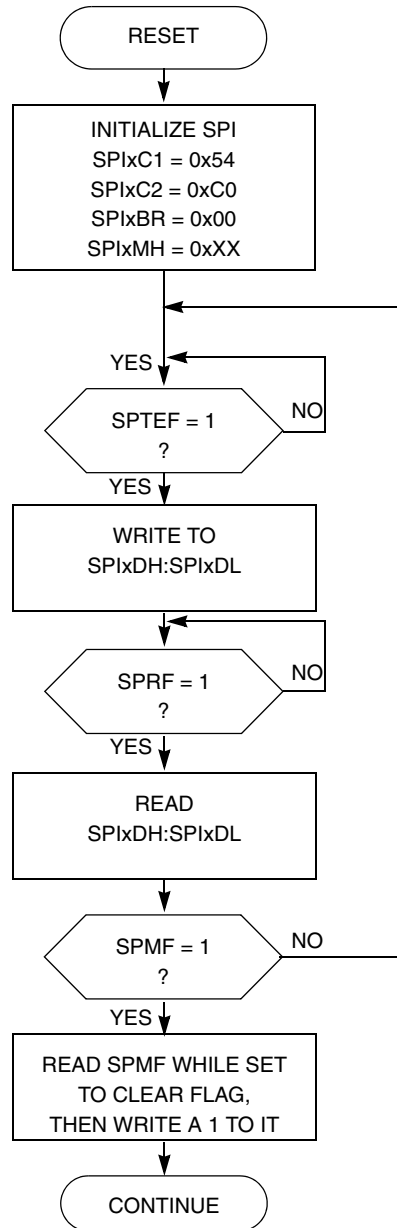 RESET
INITIALIZE SPI
SPIxC1 = 0x54
SPIxC2 = 0xC0
SPIxBR = 0x00
SPIxMH = 0xXX
YES
SPTEF = 1
?
NO
YES
WRITE TO
SPIxDH:SPIxDL
SPRF = 1
?
NO
YES
READ
SPIxDH:SPIxDL
SPMF = 1
?
NO
YES
READ SPMF WHILE SET
TO CLEAR FLAG,
THEN WRITE A 1 TO IT
CONTINUE